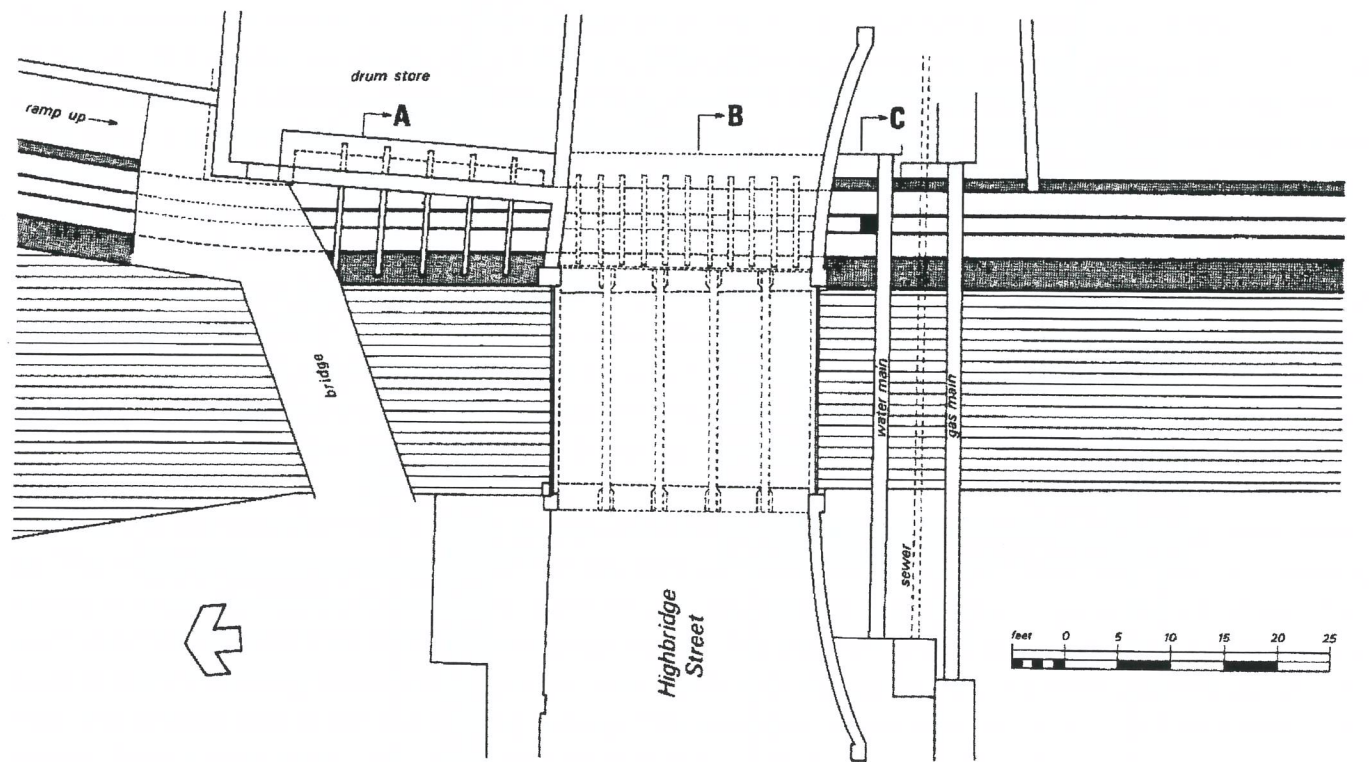 drum store
ramp up
A
B
C
bridge
water main
gas main
sewer
Highbridge
Street
feet 0 5 10 15 20 25